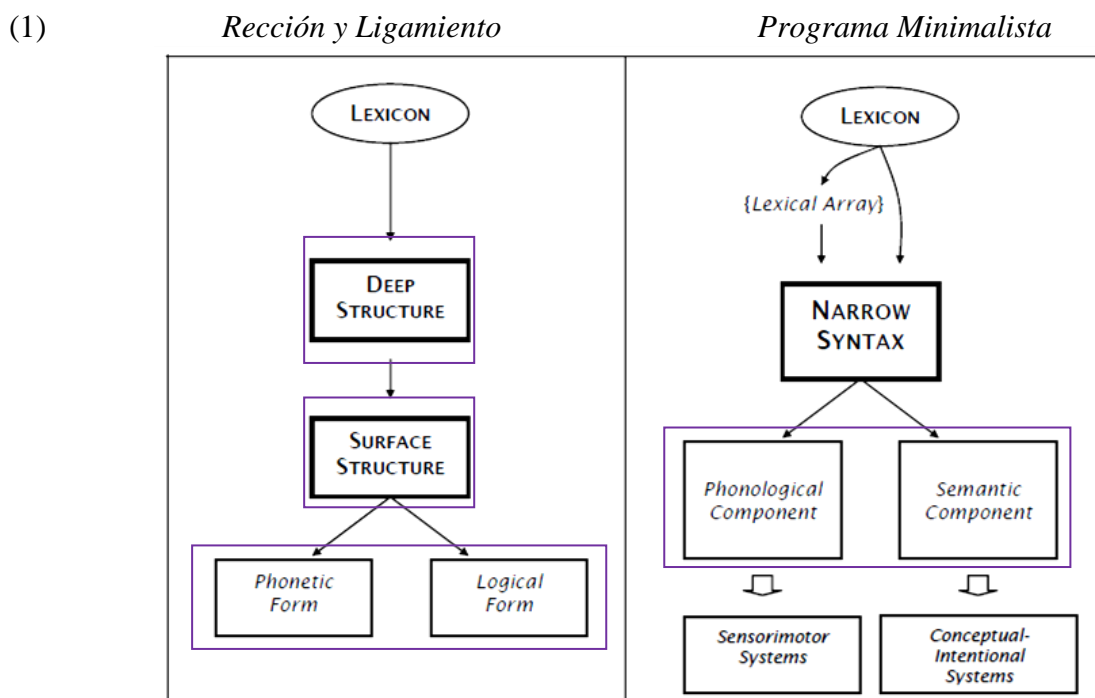 (1) Rección y Ligamiento Programa Minimalista
LEXICON
DEEP
STRUCTURE
SURFACE
STRUCTURE
Phonetic
Form
Logical
Form
LEXICON
{Lexical Array}
NARROW
SYNTAX
Phonological
Component
Semantic
Component
Sensorimotor
Systems
Conceptual-
Intentional
Systems